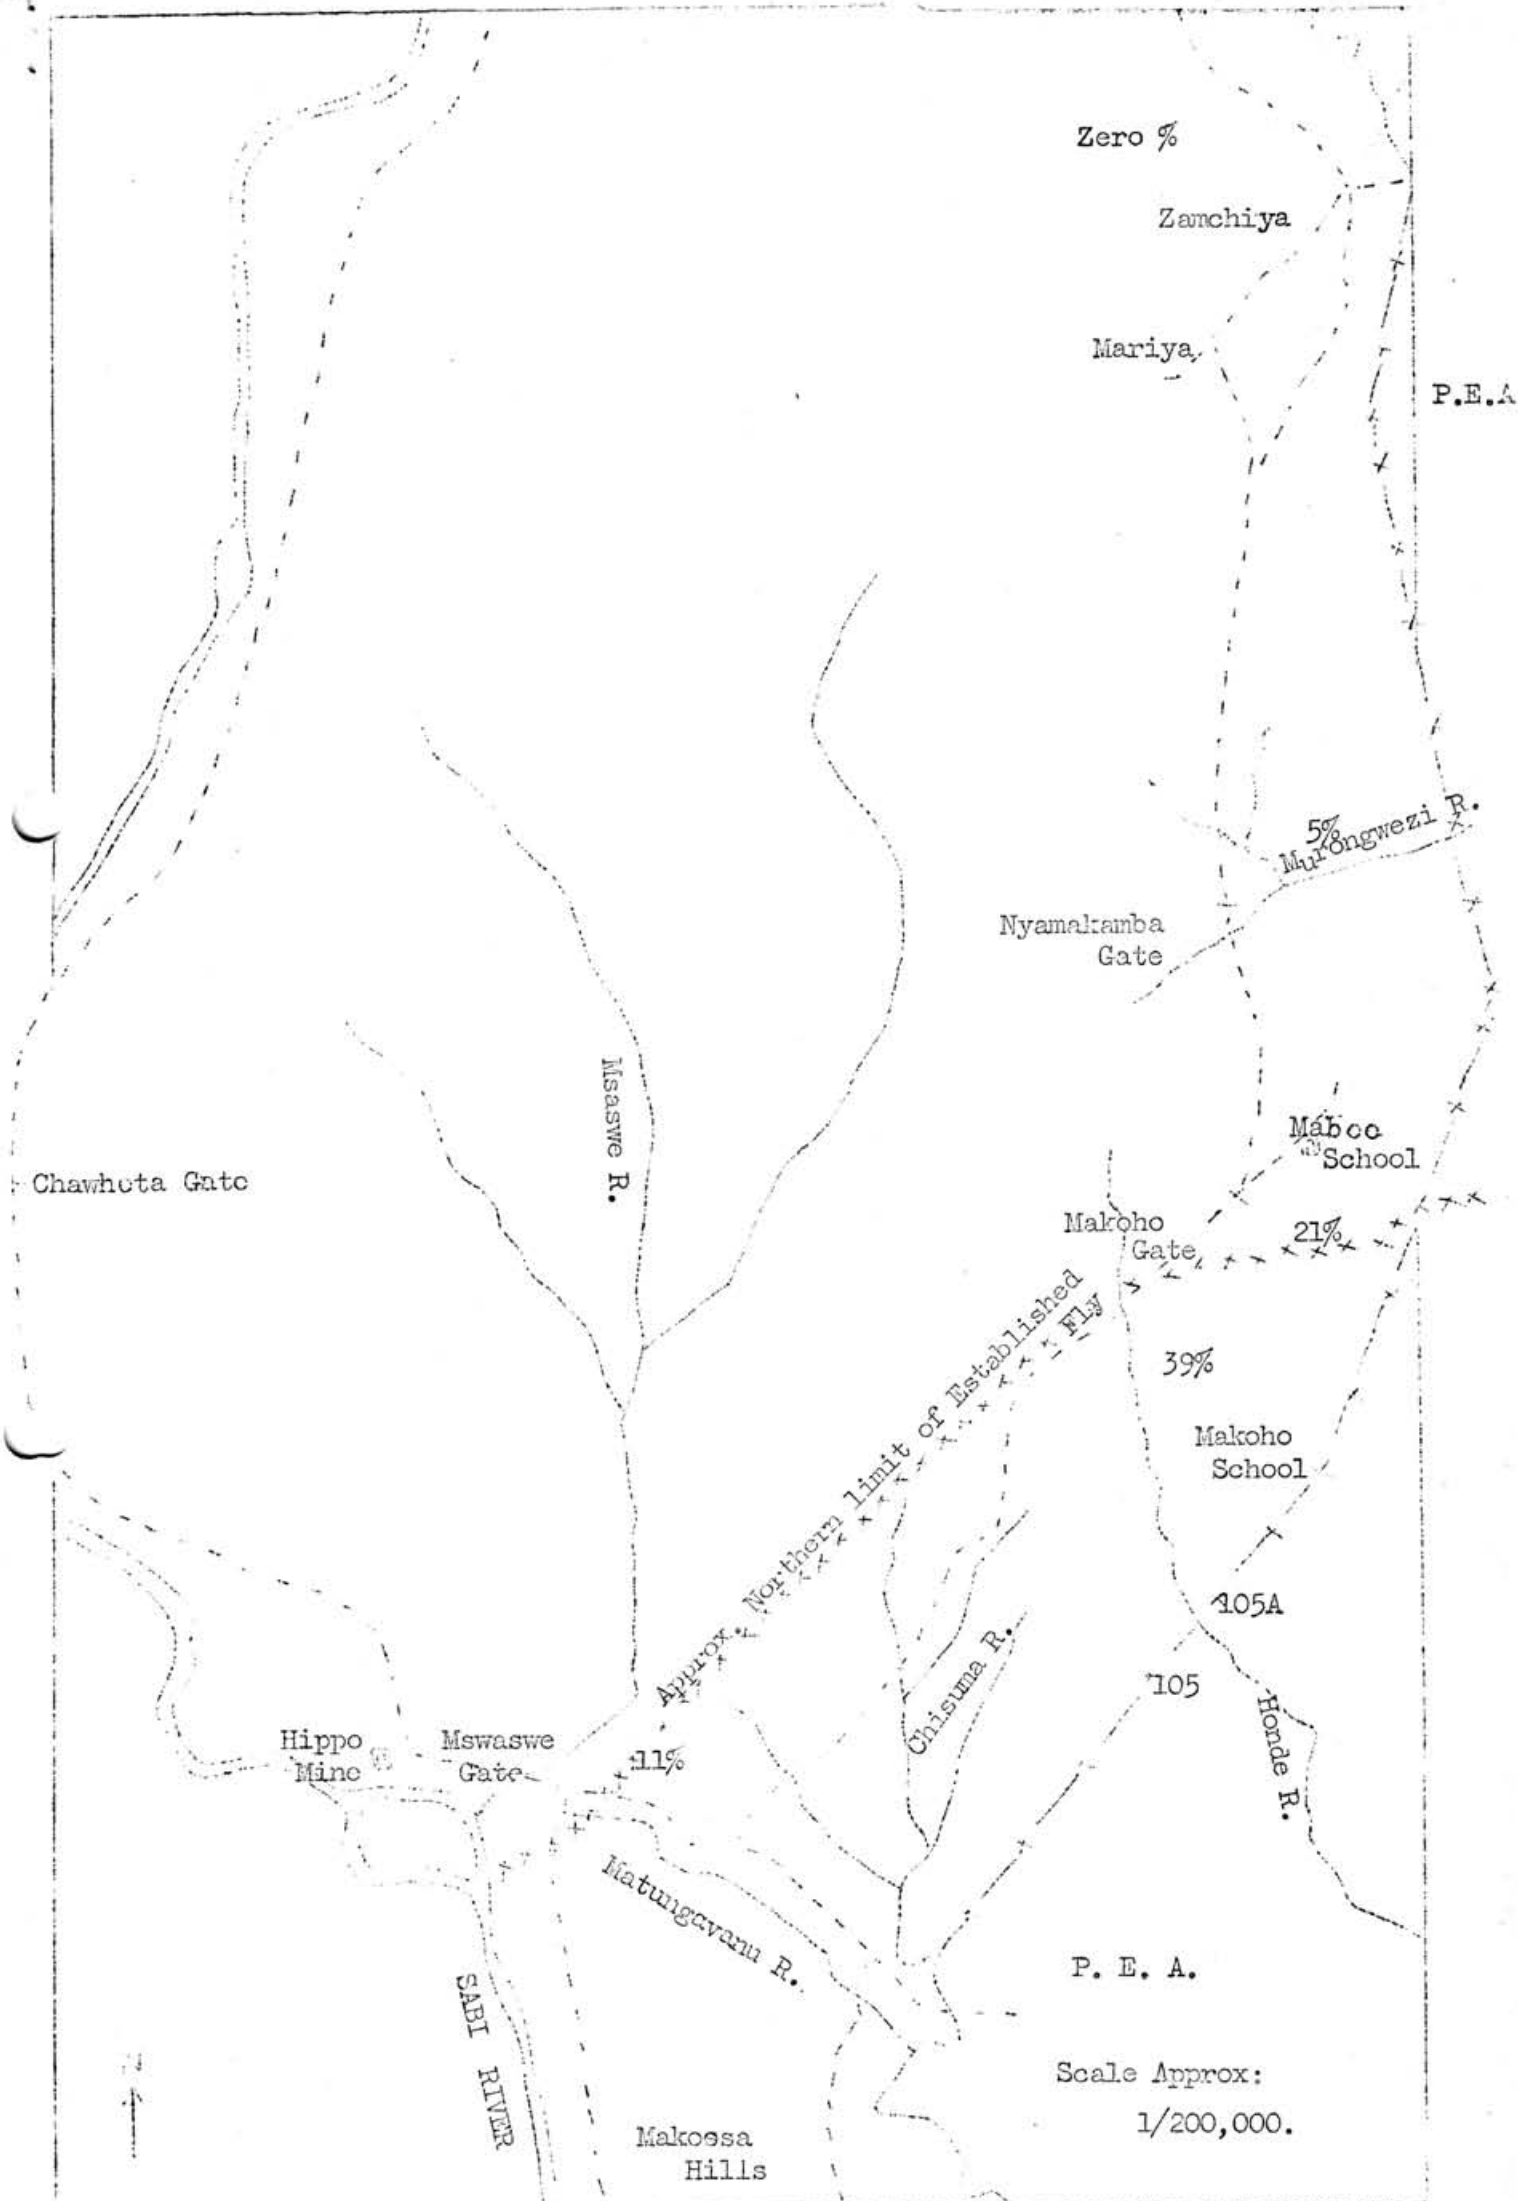 Zero %
Zamchiya
Mariya
P.E.A
5%
Murongwezi R.
Nyamakamba
Gate
Msaswe R.
Maboo
School
Chawhota Gate
Makoho
Gate
21%
Approx. Northern limit of Established
Fly
39%
Makoho
School
105A
105
Chisuma R.
Honde R.
Hippo
Mine
Mswaswe
Gate
11%
Matungavanu R.
P. E. A.
SABI RIVER
N
Scale Approx:
1/200,000.
Makossa
Hills